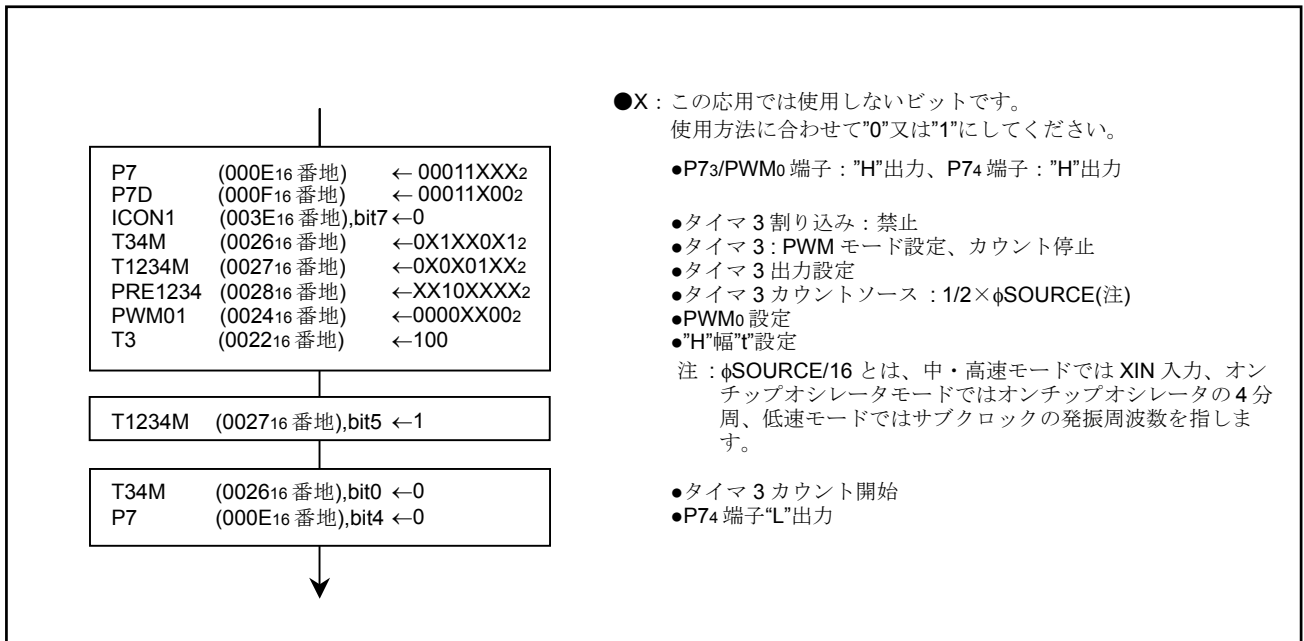 ●X：この応用では使用しないビットです。
使用方法に合わせて”0”又は”1”にしてください。
P7 (000E16 番地) ← 00011XXX2
P7D (000F16 番地) ← 00011X002
ICON1 (003E16 番地),bit7 ←0
T34M (002616 番地) ←0X1XX0X12
T1234M (002716 番地) ←0X0X01XX2
PRE1234 (002816 番地) ←XX10XXXX2
PWM01 (002416 番地) ←0000XX002
T3 (002216 番地) ←100
●P73/PWM0 端子：”H”出力、P74 端子：”H”出力
●タイマ 3 割り込み：禁止
●タイマ 3 : PWM モード設定、カウント停止
●タイマ 3 出力設定
●タイマ 3 カウントソース : 1/2×ϕSOURCE(注)
●PWM0 設定
●”H”幅”t”設定
注 : ϕSOURCE/16 とは、中・高速モードでは XIN 入力、オン
チップオシレータモードではオンチップオシレータの 4 分
周、低速モードではサブクロックの発振周波数を指しま
す。
T1234M (002716 番地),bit5 ←1
T34M (002616 番地),bit0 ←0
P7 (000E16 番地),bit4 ←0
●タイマ 3 カウント開始
●P74 端子“L”出力